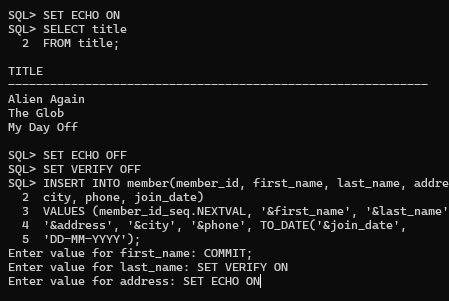 SQL> SET ECHO ON
SQL> SELECT title
2 FROM title;
TITLE
------------------------------------------------------------
Alien Again
The Glob
My Day Off
SQL> SET ECHO OFF
SQL> SET VERIFY OFF
SQL> INSERT INTO member(member_id, first_name, last_name, addre
2 city, phone, join_date)
3 VALUES (member_id_seq.NEXTVAL, '&first_name', '&last_name'
4 '&address', '&city', '&phone', TO_DATE('&join_date',
5 'DD-MM-YYYY');
Enter value for first_name: COMMIT;
Enter value for last_name: SET VERIFY ON
Enter value for address: SET ECHO ON